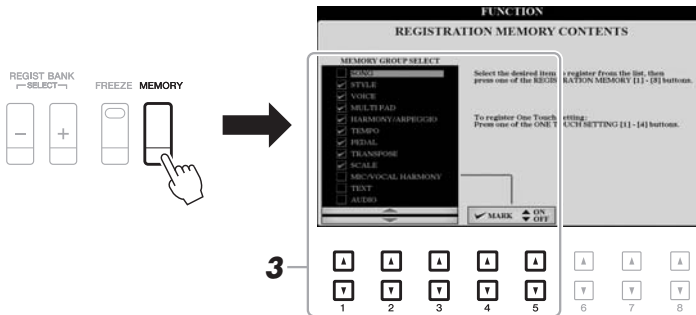 REGIST BANK
SELECT
FREEZE MEMORY
FUNCTION
REGISTRATION MEMORY CONTENTS
MEMORY GROUP SELECT
SONG
STYLE
VOICE
MULTI PAD
HARMONY/ARPEGGIO
TEMPO
PEDAL
TRANSPOSE
SCALE
MIC/VOCAL HARMONY
TEXT
AUDIO
Select the desired item to register from the list, then
press one of the REGISTRATION MEMORY [1] - [8] buttons.
To register One Touch Setting:
Press one of the ONE TOUCH SETTING [1] - [4] buttons.
MARK ON
OFF
3
1 2 3 4 5 6 7 8